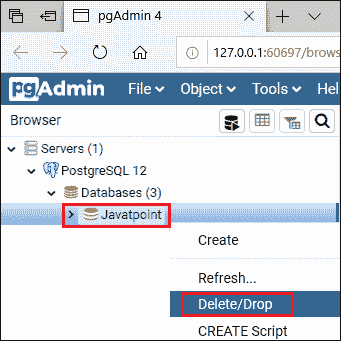 pgAdmin 4
127.0.0.1:60697/brows
pgAdmin File Object Tools Hel
Browser
Servers (1)
PostgreSQL 12
Databases (3)
Javatpoint
Create
Refresh...
Delete/Drop
CREATE Script